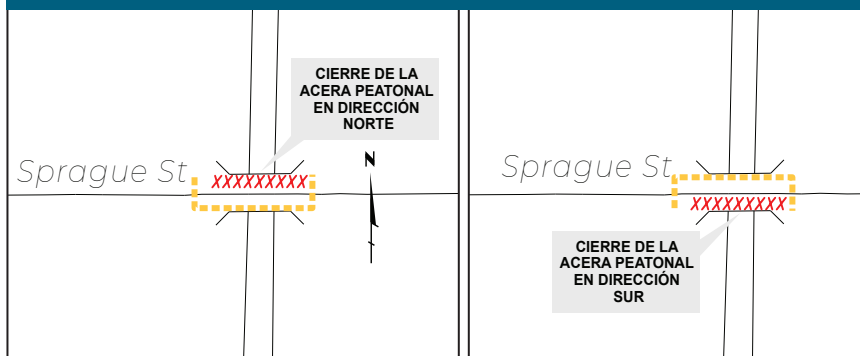 CIERRE DE LA
ACERA PEATONAL
EN DIRECCIÓN
NORTE
Sprague St
XXXXXXXXX
N
Sprague St
XXXXXXXXX
CIERRE DE LA
ACERA PEATONAL
EN DIRECCIÓN
SUR